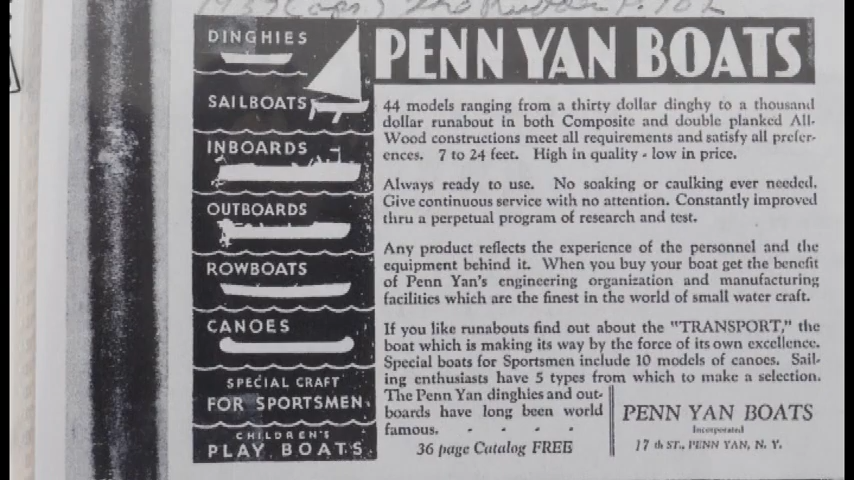 1937
P. 702
PENN YAN BOATS
DINGHIES
SAILBOATS
INBOARDS
OUTBOARDS
ROWBOATS
CANOES
SPECIAL CRAFT
FOR SPORTSMEN
CHILDREN'S
PLAY BOATS
44 models ranging from a thirty dollar dinghy to a thousand
dollar runabout in both Composite and double planked All-
Wood constructions meet all requirements and satisfy all prefer-
ences. 7 to 24 feet. High in quality - low in price.
Always ready to use. No soaking or caulking ever needed.
Give continuous service with no attention. Constantly improved
thru a perpetual program of research and test.
Any product reflects the experience of the personnel and the
equipment behind it. When you buy your boat get the benefit
of Penn Yan's engineering organization and manufacturing
facilities which are the finest in the world of small water craft.
If you like runabouts find out about the "TRANSPORT," the
boat which is making its way by the force of its own excellence.
Special boats for Sportsmen include 10 models of canoes. Sail-
ing enthusiasts have 5 types from which to make a selection.
The Penn Yan dinghies and out-
boards have long been world
famous. - - - -
36 page Catalog FREE
PENN YAN BOATS
Incorporated
17 th ST., PENN YAN, N. Y.